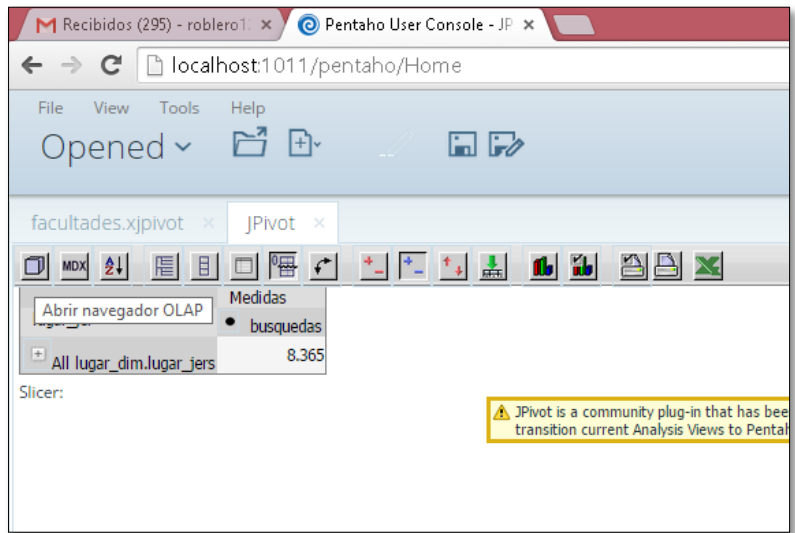 Recibidos (295) - roblero1
Pentaho User Console - JP
localhost:1011/pentaho/Home
File View Tools Help
Opened
facultades.xjpivot
JPivot
MDX
Medidas
Abrir navegador OLAP
busquedas
All lugar_dim.lugar_jers
8.365
Slicer:
JPivot is a community plug-in that has bee
transition current Analysis Views to Pentah